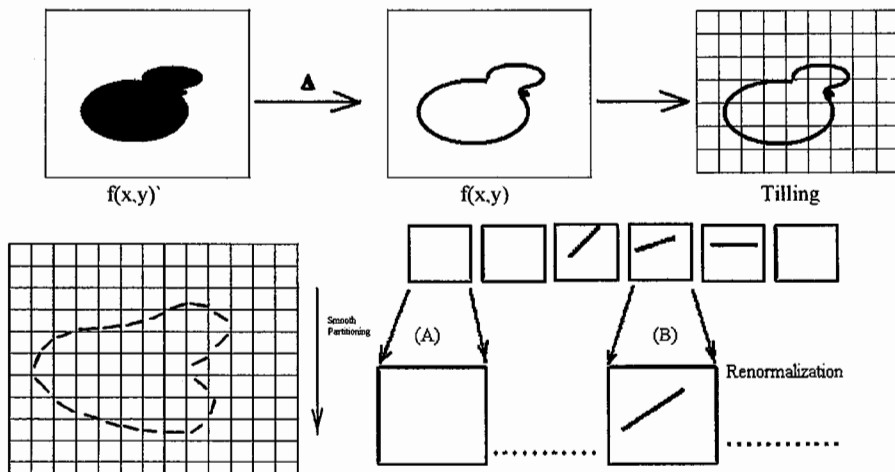 Δ
f(x,y)`
f(x,y)
Tilling
Smooth
Partitioning
(A)
(B)
Renormalization